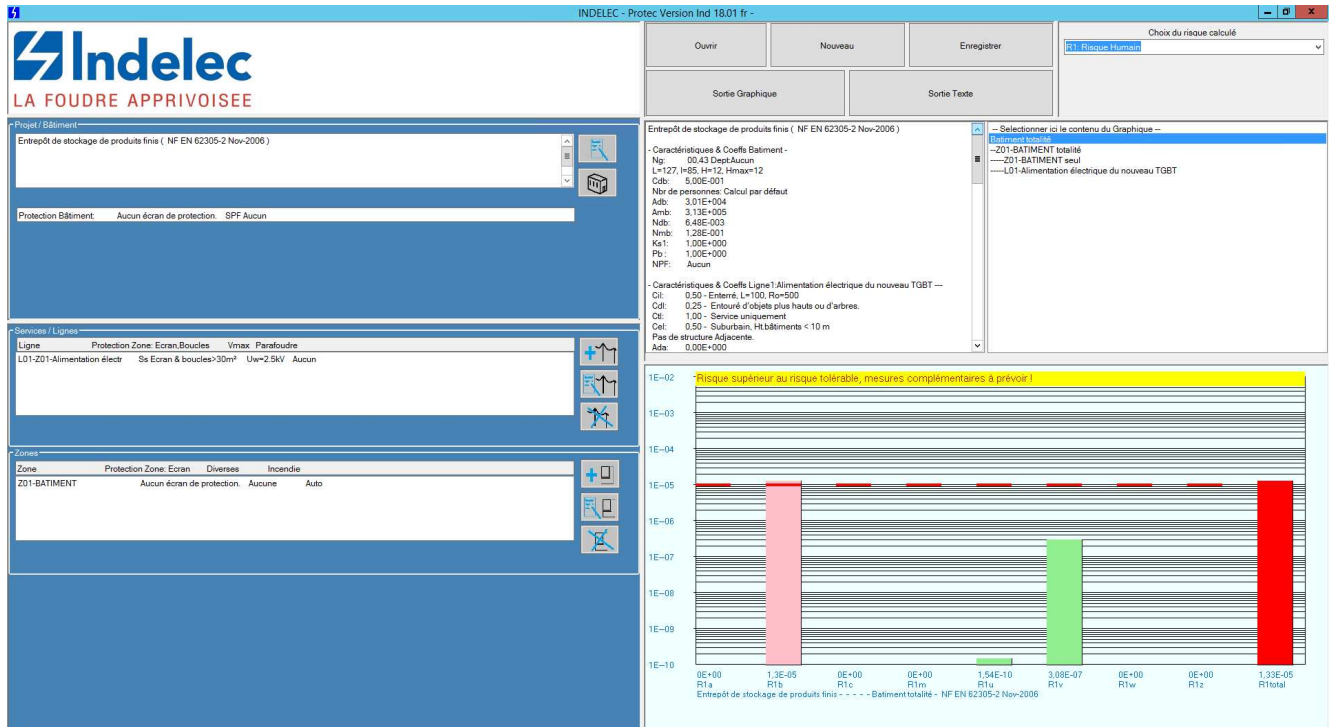 INDELEC - Protec Version Ind 18.01 fr -
Indelec
LA FOUDRE APPRIVOISEE
Projet / Bâtiment
Entrepôt de stockage de produits finis ( NF EN 62305-2 Nov-2006 )
Protection Bâtiment: Aucun écran de protection. SPF Aucun
Services / Lignes
Ligne Protection Zone: Ecran,Boucles Vmax Parafoudre
L01-Z01-Alimentation électr Ss Ecran & boucles>30m² Uw=2.5kV Aucun
Zones
Zone Protection Zone: Ecran Diverses Incendie
Z01-BATIMENT Aucun écran de protection. Aucune Auto
Ouvrir Nouveau Enregistrer
Sortie Graphique Sortie Texte
Choix du risque calculé
R1: Risque Humain
Entrepôt de stockage de produits finis ( NF EN 62305-2 Nov-2006 )
- Caractéristiques & Coeffs Batiment -
Ng: 00,43 Dept:Aucun
L=127, l=85, H=12, Hmax=12
Cdb: 5,00E-001
Nbr de personnes: Calcul par défaut
Adb: 3,01E+004
Amb: 3,13E+005
Ndb: 6,48E-003
Nmb: 1,28E-001
Ks1: 1,00E+000
Pb : 1,00E+000
NPF: Aucun
- Caractéristiques & Coeffs Ligne1:Alimentation électrique du nouveau TGBT ---
Cil: 0,50 - Enterré, L=100, Ro=500
Cdl: 0,25 - Entouré d'objets plus hauts ou d'arbres.
Ctl: 1,00 - Service uniquement
Cel: 0,50 - Suburbain, Ht.bâtiments < 10 m
Pas de structure Adjacente.
Ada: 0,00E+000
-- Selectionner ici le contenu du Graphique --
Batiment totalité
--Z01-BATIMENT totalité
-----Z01-BATIMENT seul
-----L01-Alimentation électrique du nouveau TGBT
Risque supérieur au risque tolérable, mesures complémentaires à prévoir !
1E-02
1E-03
1E-04
1E-05
1E-06
1E-07
1E-08
1E-09
1E-10
0E+00 1,3E-05 0E+00 0E+00 1,54E-10 3,08E-07 0E+00 0E+00 1,33E-05
R1a R1b R1c R1m R1u R1v R1w R1z R1total
Entrepôt de stockage de produits finis - - - - - Batiment totalité - NF EN 62305-2 Nov-2006